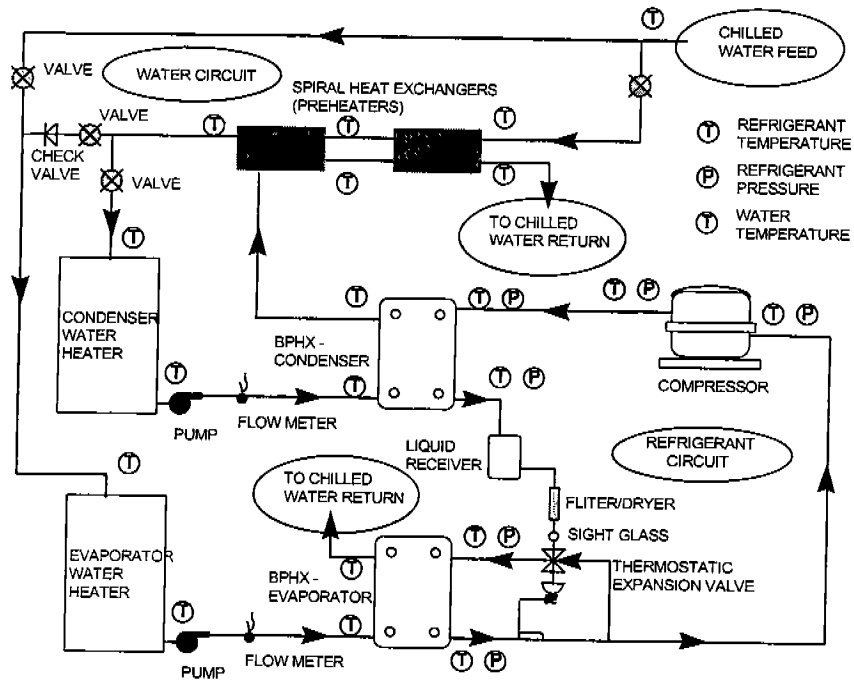 CHILLED
WATER FEED
T
VALVE
WATER CIRCUIT
SPIRAL HEAT EXCHANGERS
(PREHEATERS)
VALVE
T
T
T
T REFRIGERANT
TEMPERATURE
CHECK
VALVE
VALVE
T
T
P REFRIGERANT
PRESSURE
TO CHILLED
WATER RETURN
T WATER
TEMPERATURE
T
T
T P
T P
T P
CONDENSER
WATER
HEATER
BPHX -
CONDENSER
COMPRESSOR
T
T
T P
PUMP
FLOW METER
LIQUID
RECEIVER
REFRIGERANT
CIRCUIT
T
TO CHILLED
WATER RETURN
FLITER/DRYER
SIGHT GLASS
T P
EVAPORATOR
WATER
HEATER
BPHX -
EVAPORATOR
T
THERMOSTATIC
EXPANSION VALVE
T
T
PUMP
FLOW METER
T P